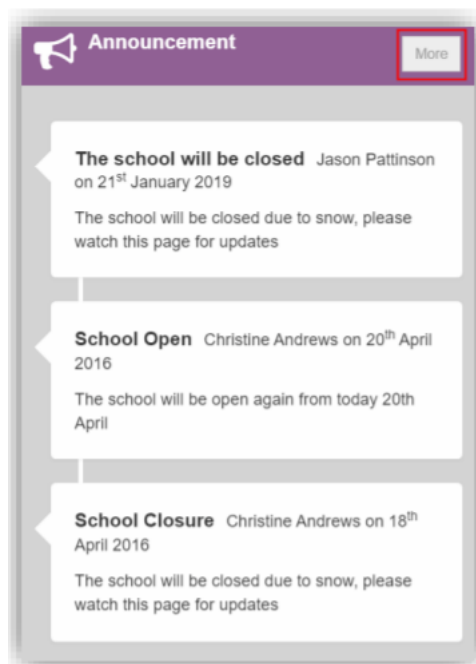 Announcement
More
The school will be closed Jason Pattinson
on 21st January 2019
The school will be closed due to snow, please
watch this page for updates
School Open Christine Andrews on 20th April
2016
The school will be open again from today 20th
April
School Closure Christine Andrews on 18th
April 2016
The school will be closed due to snow, please
watch this page for updates